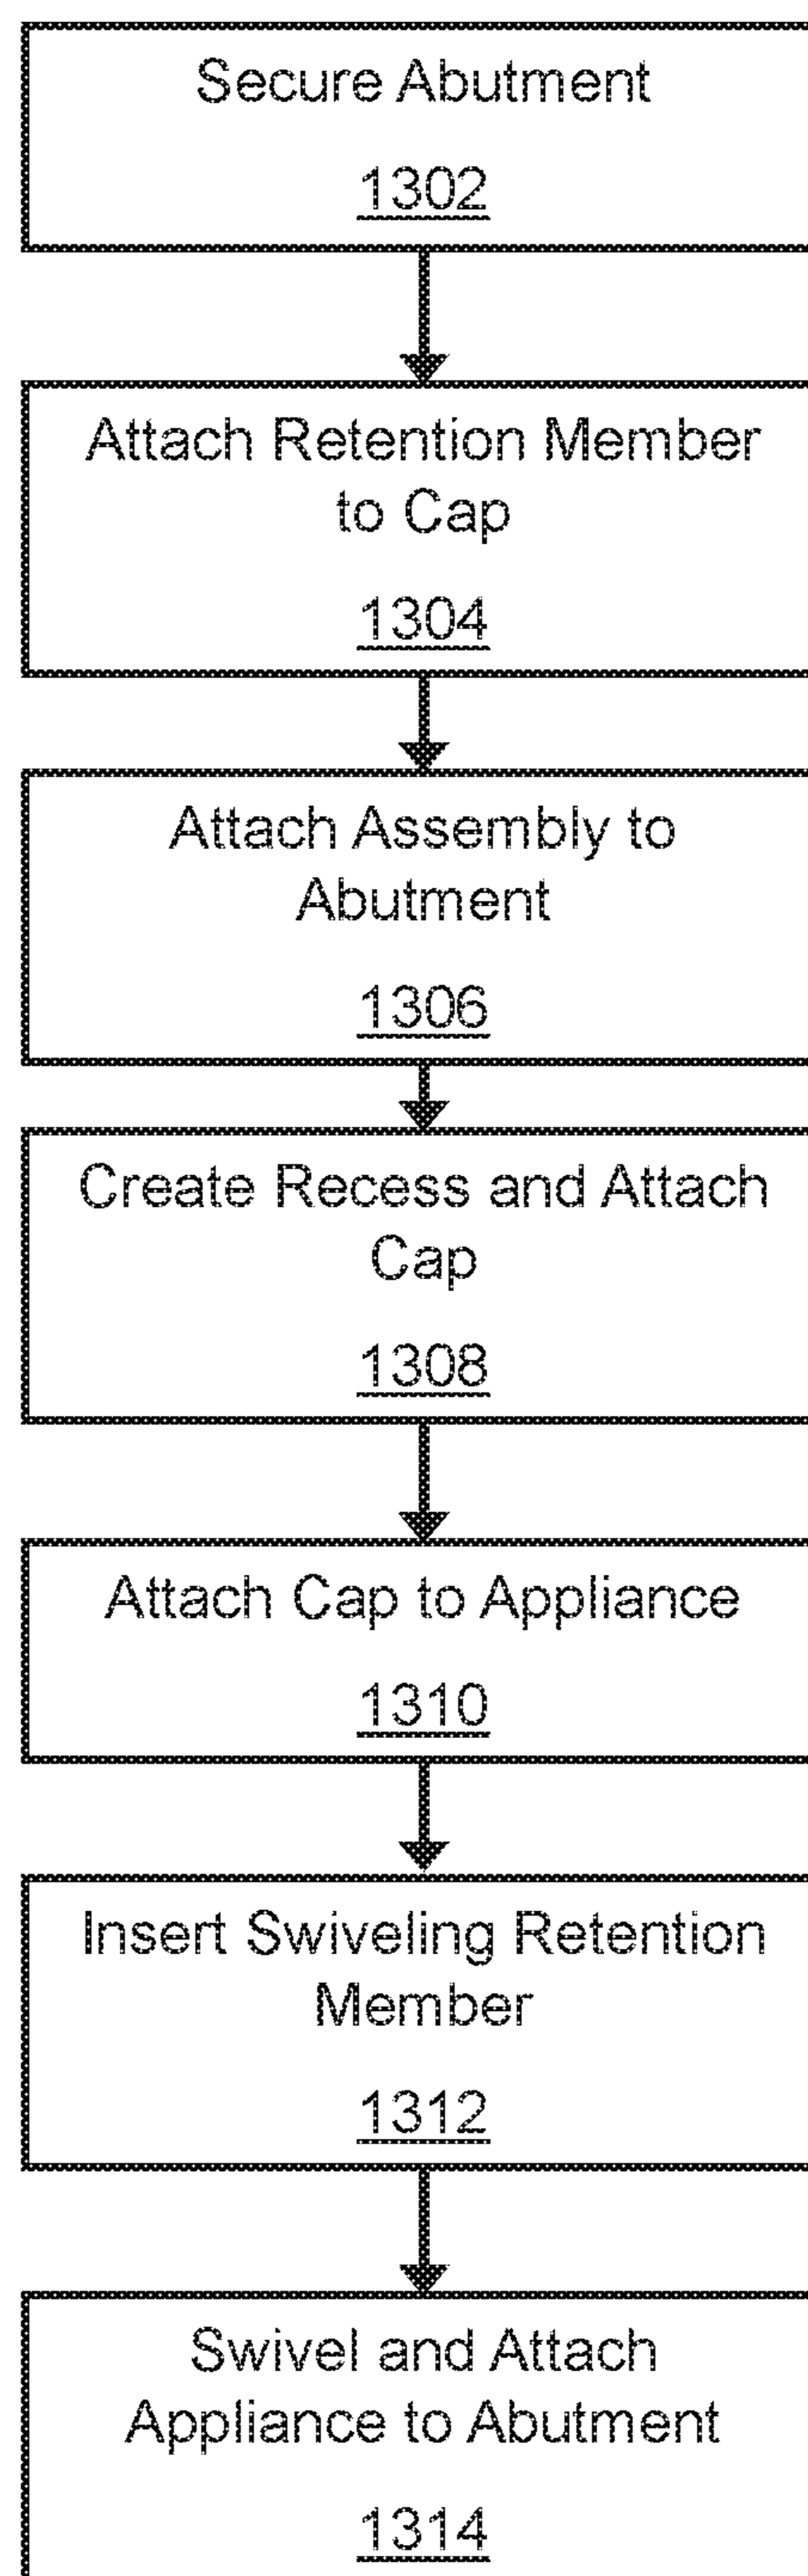 Secure Abutment
1302
Attach Retention Member
to Cap
1304
Attach Assembly to
Abutment
1306
Create Recess and Attach
Cap
1308
Attach Cap to Appliance
1310
Insert Swiveling Retention
Member
1312
Swivel and Attach
Appliance to Abutment
1314